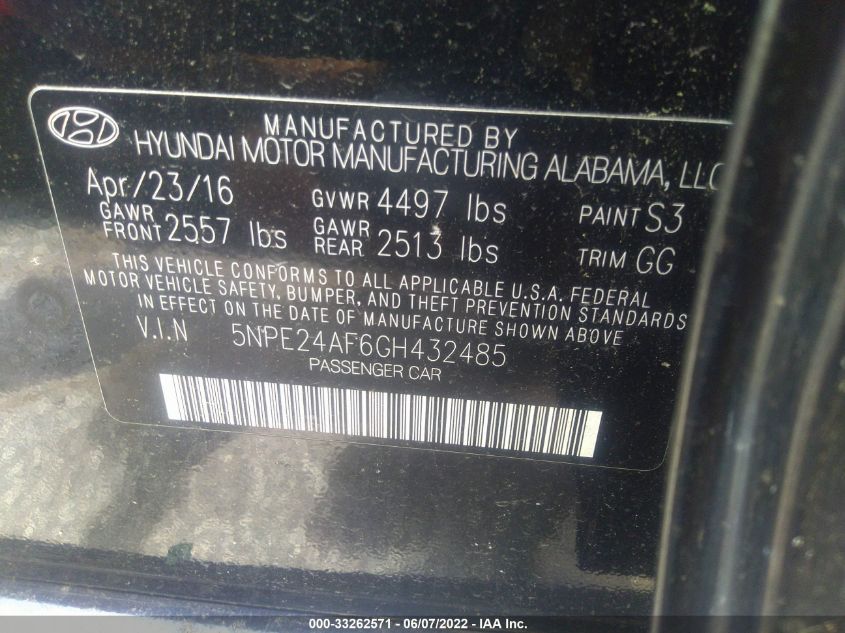 MANUFACTURED BY
HYUNDAI MOTOR MANUFACTURING ALABAMA, LLC
Apr/23/16 GVWR 4497 lbs PAINT S3
GAWR FRONT 2557 lbs GAWR REAR 2513 lbs TRIM GG
THIS VEHICLE CONFORMS TO ALL APPLICABLE U.S.A. FEDERAL
MOTOR VEHICLE SAFETY, BUMPER, AND THEFT PREVENTION STANDARDS
IN EFFECT ON THE DATE OF MANUFACTURE SHOWN ABOVE
V.I.N 5NPE24AF6GH432485
PASSENGER CAR
000-33262571 - 06/07/2022 - IAA Inc.